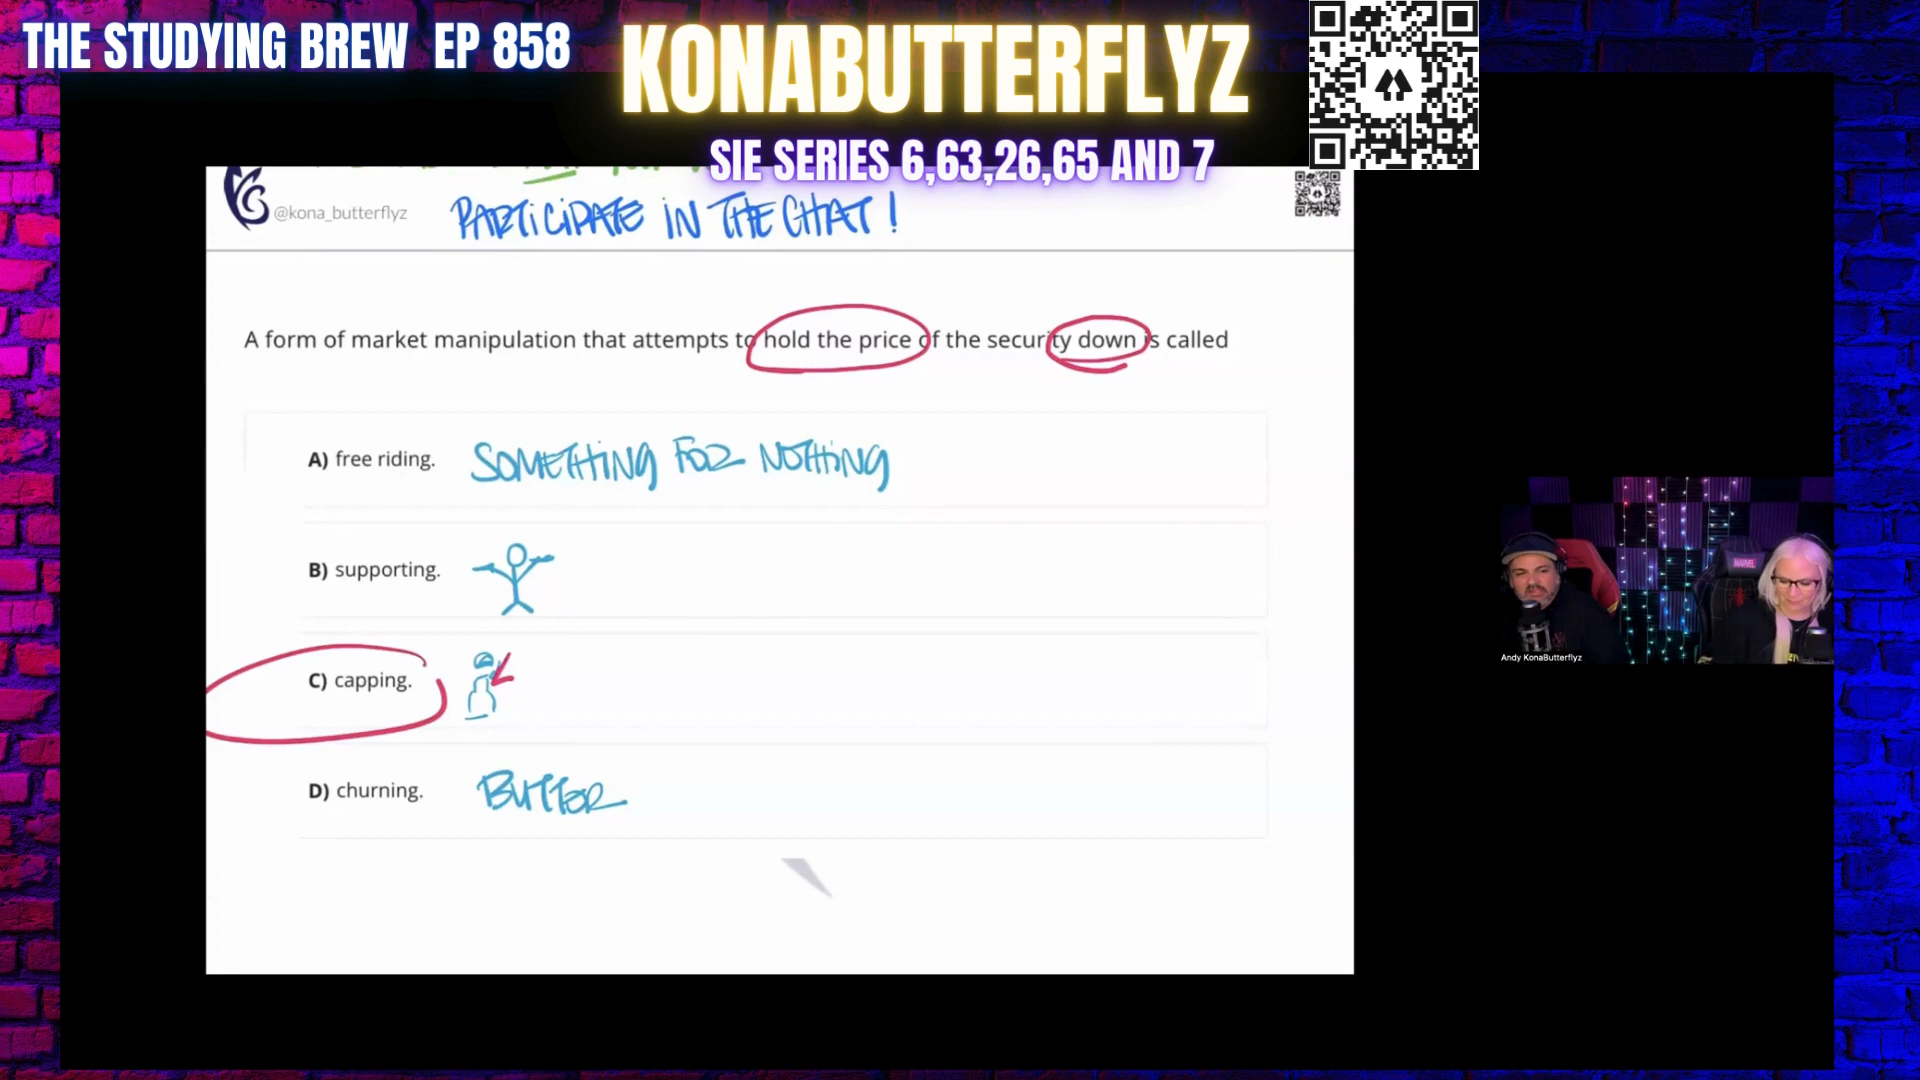 THE STUDYING BREW EP 858
KONABUTTERFLYZ
SIE SERIES 6,63,26,65 AND 7
@kona_butterflyz
PARTICIPATE IN THE CHAT!
A form of market manipulation that attempts to hold the price of the security down is called
A) free riding. SOMETHING FOR NOTHING
B) supporting.
C) capping.
D) churning. BUTTER
MARVEL
Andy KonaButterflyz